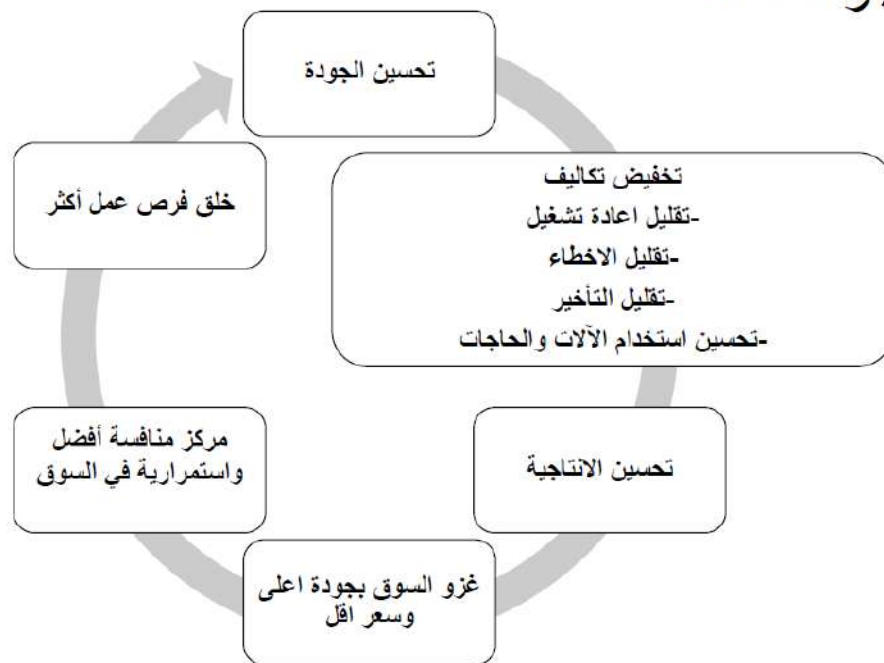 تحسين الجودة
تخفيض تكاليف
-تقليل اعادة تشغيل
-تقليل الاخطاء
-تقليل التأخير
-تحسين استخدام الآلات والحاجات
تحسين الانتاجية
غزو السوق بجودة اعلى
وسعر اقل
مركز منافسة أفضل
واستمرارية في السوق
خلق فرص عمل أكثر